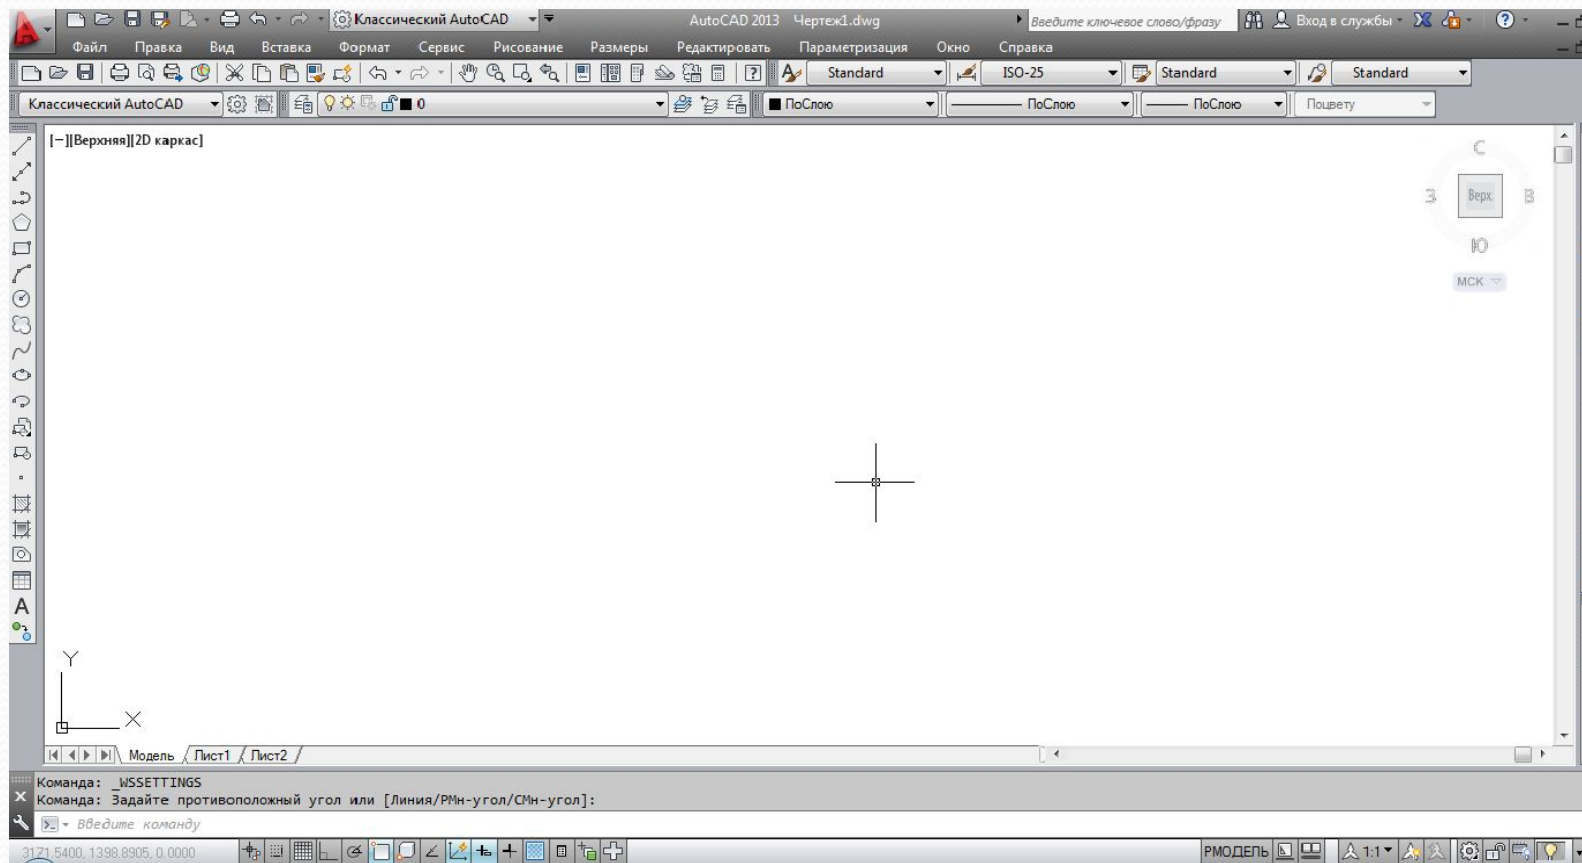 Классический AutoCAD AutoCAD 2013 Чертеж1.dwg Введите ключевое слово/фразу Вход в службы
Файл Правка Вид Вставка Формат Сервис Рисование Размеры Редактировать Параметризация Окно Справка
Standard ISO-25 Standard Standard
Классический AutoCAD 0 ПоСлою ПоСлою ПоСлою Поцвету
[−][Верхняя][2D каркас]
С
З Верх В
Ю
МСК
A
Y
X
Модель Лист1 Лист2
Команда: _WSSETTINGS
Команда: Задайте противоположный угол или [Линия/РМн-угол/СМн-угол]:
Введите команду
3171.5400, 1398.8905, 0.0000 РМОДЕЛЬ 1:1